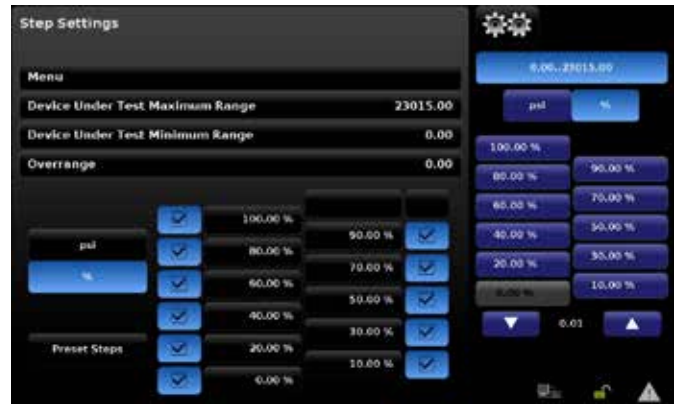 Step Settings
0.00..23015.00
Menu
Device Under Test Maximum Range 23015.00
psi %
Device Under Test Minimum Range 0.00
Overrange 0.00
100.00 %
80.00 % 90.00 %
60.00 % 70.00 %
40.00 % 50.00 %
20.00 % 30.00 %
0.00 % 10.00 %
0.01
psi
%
Preset Steps
100.00 %
90.00 %
80.00 %
70.00 %
60.00 %
50.00 %
40.00 %
30.00 %
20.00 %
10.00 %
0.00 %